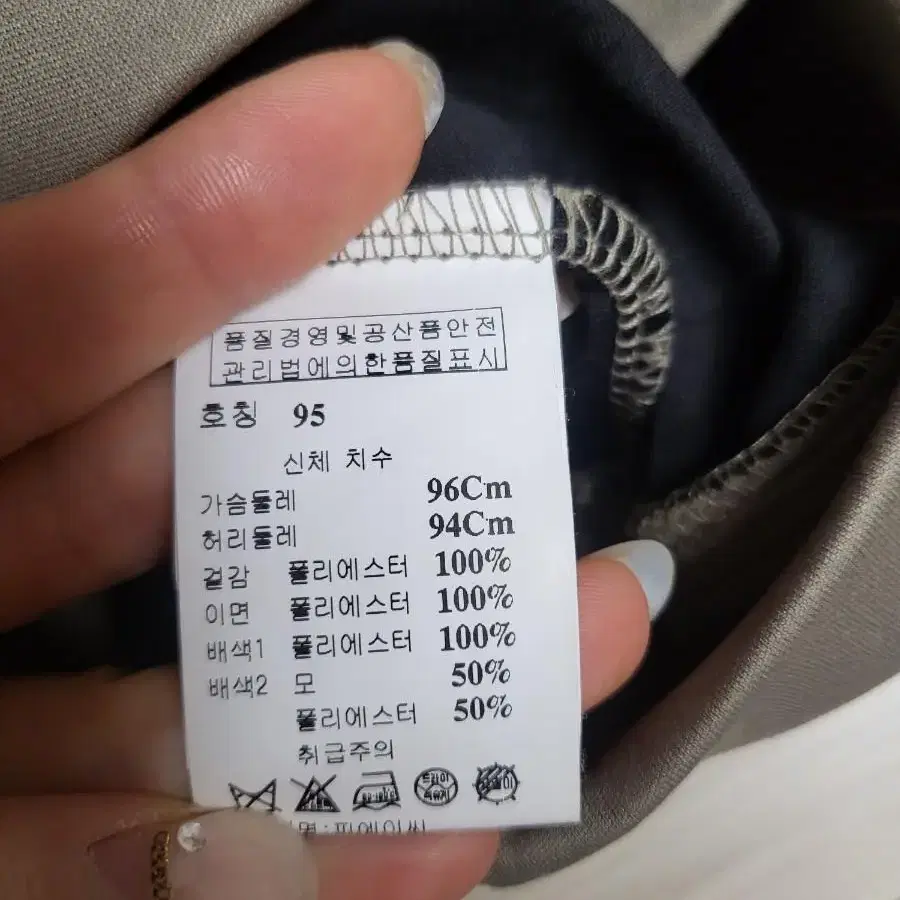 품질경영및공산품안전
관리법에의한품질표시
호칭 95
신체 치수
가슴둘레 96Cm
허리둘레 94Cm
겉감 폴리에스터 100%
이면 폴리에스터 100%
배색1 폴리에스터 100%
배색2 모 50%
폴리에스터 50%
취급주의
드라이